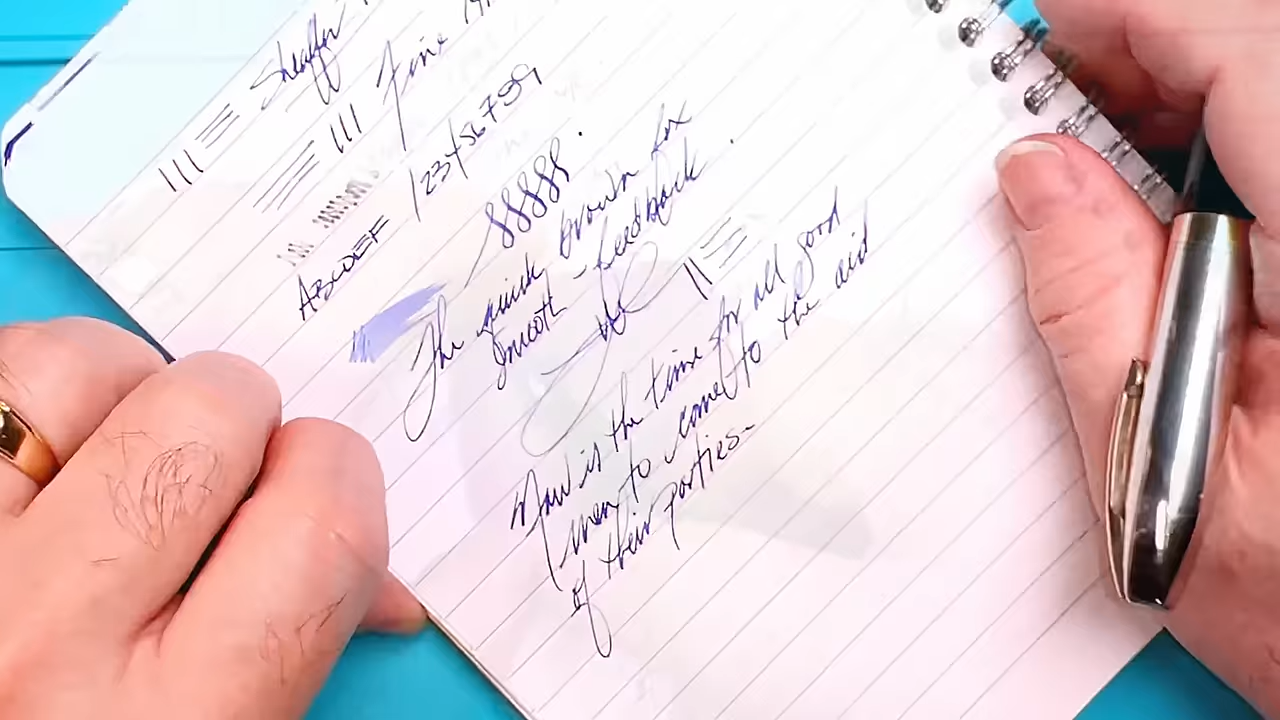 Sheaffer
Fine
ABCDEF 123456789
The quick brown fox
Smooth - feedback.
Now is the time for all good
men to come to the aid
of their parties